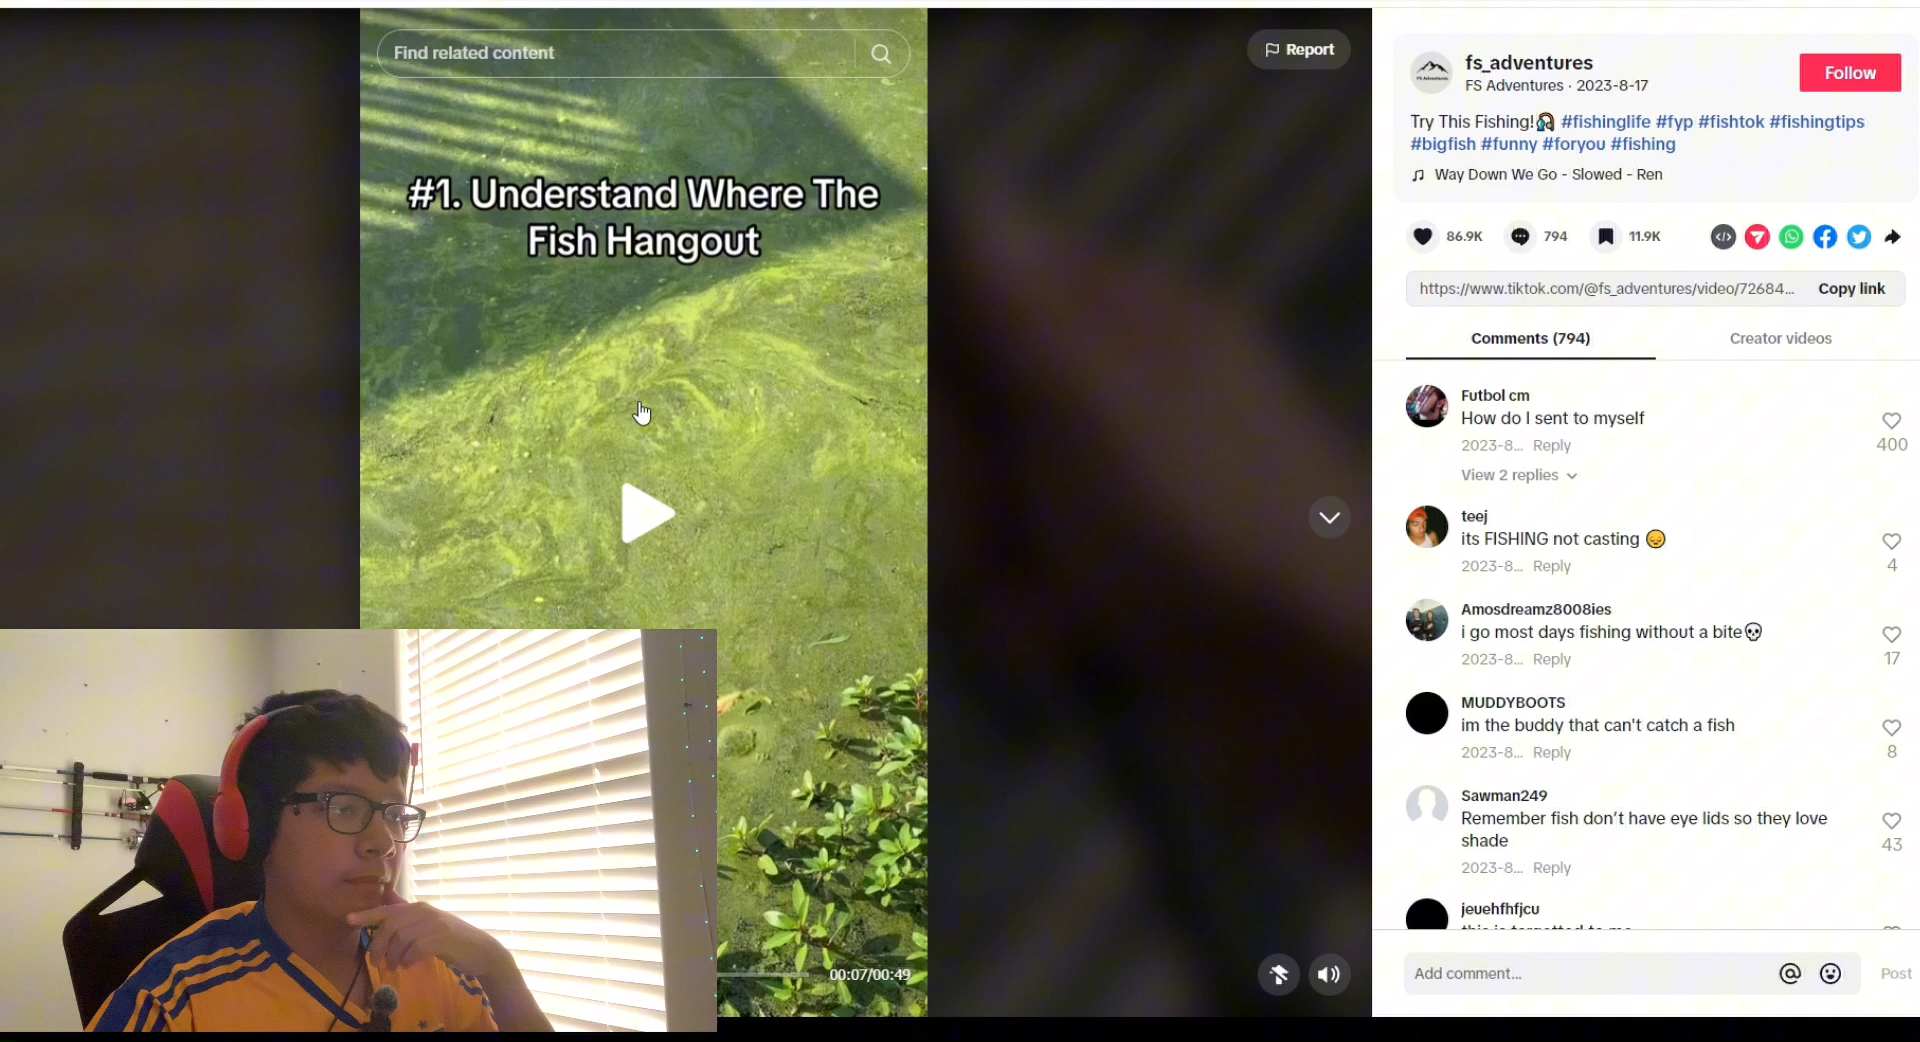 Find related content
Report
#1. Understand Where The
Fish Hangout
00:07/00:49
fs_adventures
FS Adventures · 2023-8-17
Follow
Try This Fishing!🎣 #fishinglife #fyp #fishtok #fishingtips
#bigfish #funny #foryou #fishing
Way Down We Go - Slowed - Ren
86.9K
794
11.9K
https://www.tiktok.com/@fs_adventures/video/72684...
Copy link
Comments (794)
Creator videos
Futbol cm
How do I sent to myself
2023-8... Reply
400
View 2 replies
teej
its FISHING not casting 😞
2023-8... Reply
4
Amosdreamz8008ies
i go most days fishing without a bite💀
2023-8... Reply
17
MUDDYBOOTS
im the buddy that can't catch a fish
2023-8... Reply
8
Sawman249
Remember fish don't have eye lids so they love
shade
2023-8... Reply
43
jeuehfhfjcu
Add comment...
Post